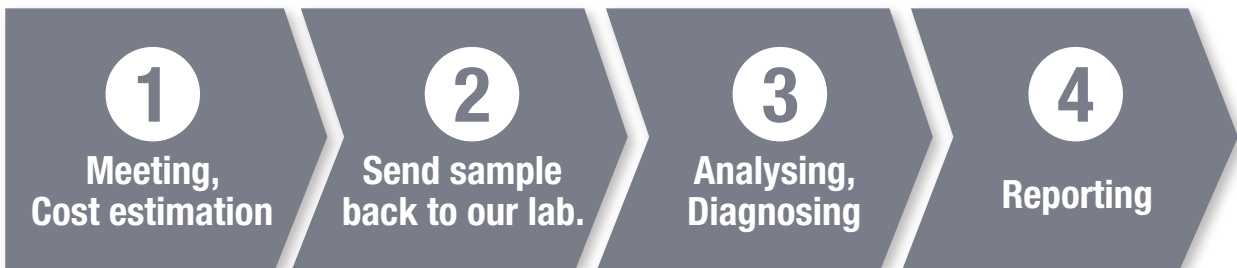 1
Meeting,
Cost estimation
2
Send sample
back to our lab.
3
Analysing,
Diagnosing
4
Reporting